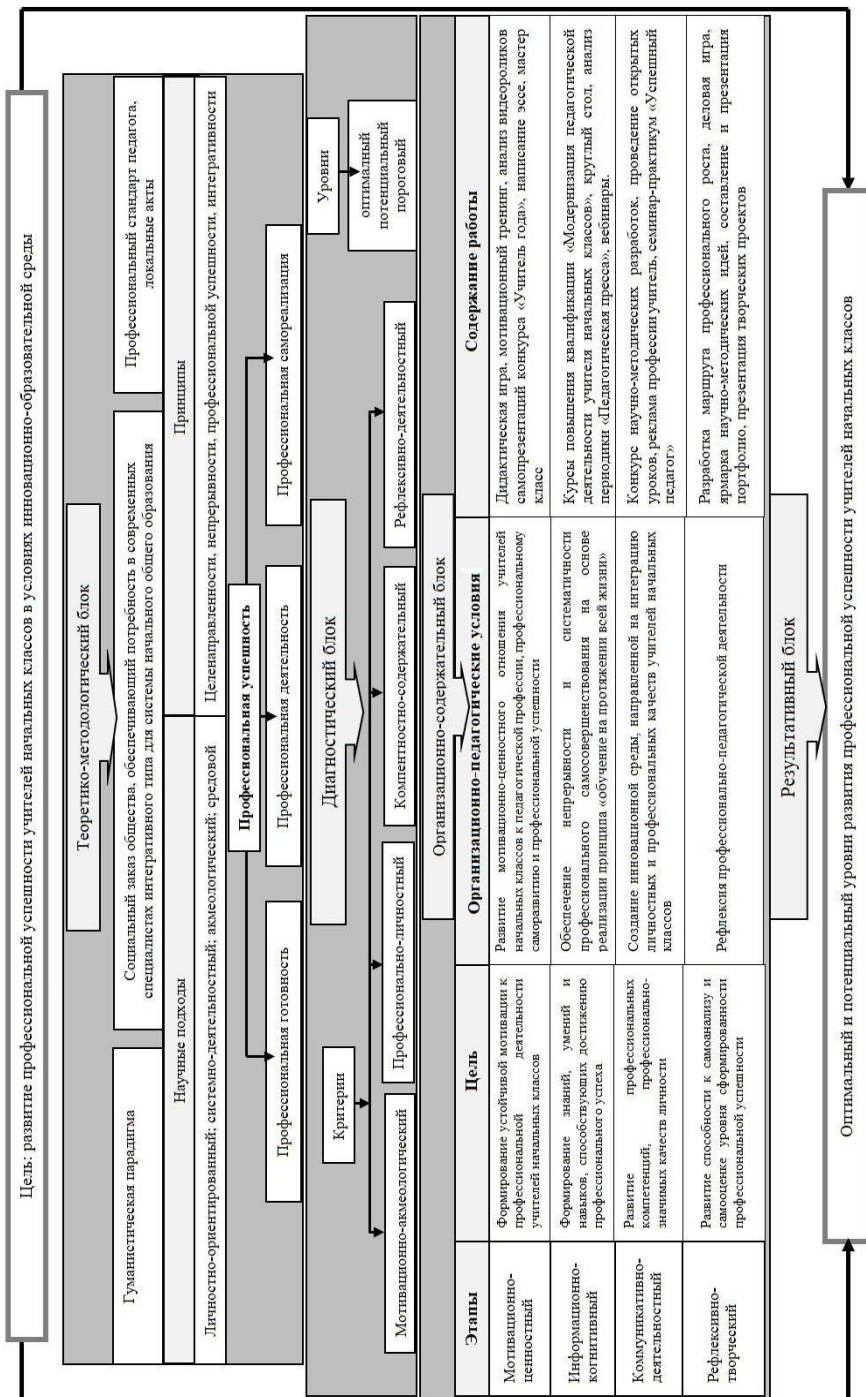 Цель: развитие профессиональной успешности учителей начальных классов в условиях инновационно-образовательной среды
Теоретико-методологический блок
Гуманистическая парадигма
Социальный заказ общества, обеспечивающий потребность в современных
специалистах интегративного типа для системы начального общего образования
Профессиональный стандарт педагога,
локальные акты
Научные подходы
Принципы
Личностно-ориентированный; системно-деятельностный; акмеологический; средовой
Целенаправленности, непрерывности, профессиональной успешности, интегративности
Профессиональная успешность
Профессиональная готовность
Профессиональная деятельность
Профессиональная самореализация
Диагностический блок
Критерии
Уровни
Мотивационно-акмеологический
Профессионально-личностный
Компентностно-содержательный
Рефлексивно-деятельностный
оптималный
потенциальный
пороговый
Организационно-содержательный блок
Этапы
Цель
Организационно-педагогические условия
Содержание работы
Мотивационно-
ценностный
Формирование устойчивой мотивации к
профессиональной деятельности
учителей начальных классов
Развитие мотивационно-ценностного отношения учителей
начальных классов к педагогической профессии, профессиональному
саморазвитию и профессиональной успешности
Дидактическая игра, мотивационный тренинг, анализ видеороликов
самопрезентаций конкурса «Учитель года», написание эссе, мастер
класс
Информационно-
когнитивный
Формирование знаний, умений и
навыков, способствующих достижению
профессионального успеха
Обеспечение непрерывности и систематичности
профессионального самосовершенствования на основе
реализации принципа «обучение на протяжении всей жизни»
Курсы повышения квалификации «Модернизация педагогической
деятельности учителя начальных классов», круглый стол, анализ
периодики «Педагогическая пресса», вебинары.
Коммуникативно-
деятельностный
Развитие профессиональных
компетенций, профессионально-
значимых качеств личности
Создание инновационной среды, направленной на интеграцию
личностных и профессиональных качеств учителей начальных
классов
Конкурс научно-методических разработок, проведение открытых
уроков, реклама профессии учитель, семинар-практикум «Успешный
педагог»
Рефлексивно-
творческий
Развитие способности к самоанализу и
самооценке уровня сформированности
профессиональной успешности
Рефлексия профессионально-педагогической деятельности
Разработка маршрута профессионального роста, деловая игра,
ярмарка научно-методических идей, составление и презентация
портфолио, презентация творческих проектов
Результативный блок
Оптимальный и потенциальный уровни развития профессиональной успешности учителей начальных классов